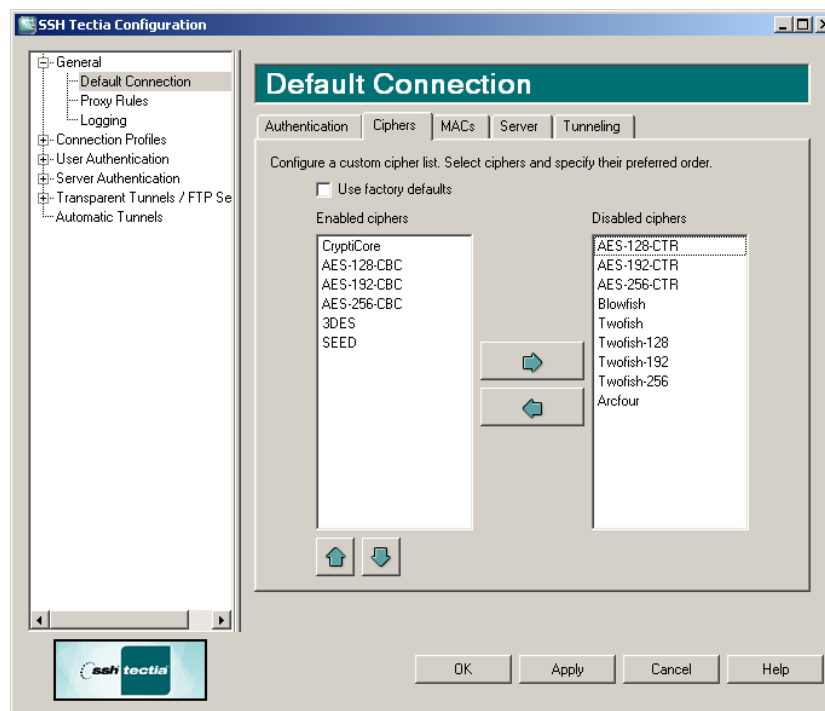 SSH Tectia Configuration
General
Default Connection
Proxy Rules
Logging
Connection Profiles
User Authentication
Server Authentication
Transparent Tunnels / FTP Se
Automatic Tunnels
Default Connection
Authentication Ciphers MACs Server Tunneling
Configure a custom cipher list. Select ciphers and specify their preferred order.
Use factory defaults
Enabled ciphers
CryptiCore
AES-128-CBC
AES-192-CBC
AES-256-CBC
3DES
SEED
Disabled ciphers
AES-128-CTR
AES-192-CTR
AES-256-CTR
Blowfish
Twofish
Twofish-128
Twofish-192
Twofish-256
Arcfour
ssh tectia
OK Apply Cancel Help